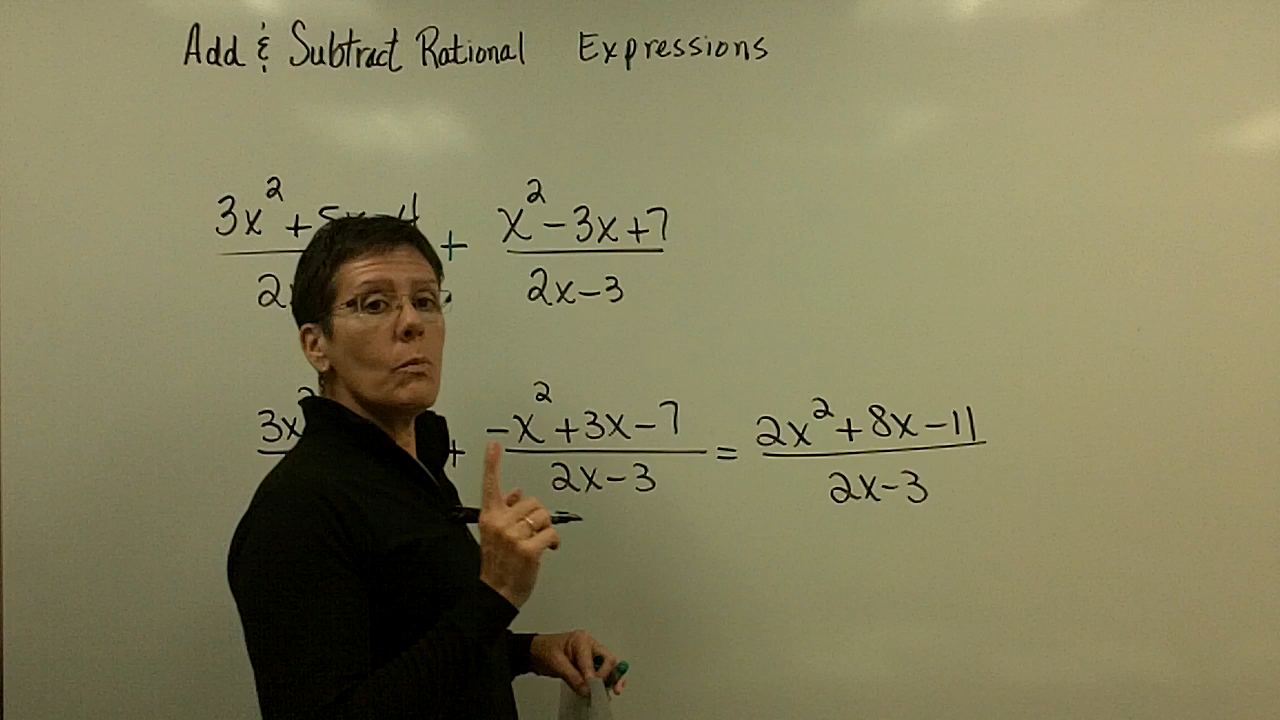 Add & Subtract Rational Expressions
3x² + 5x - 4 + x² - 3x + 7
2x 2x - 3
3x² + -x² + 3x - 7 = 2x² + 8x - 11
2x - 3 2x - 3